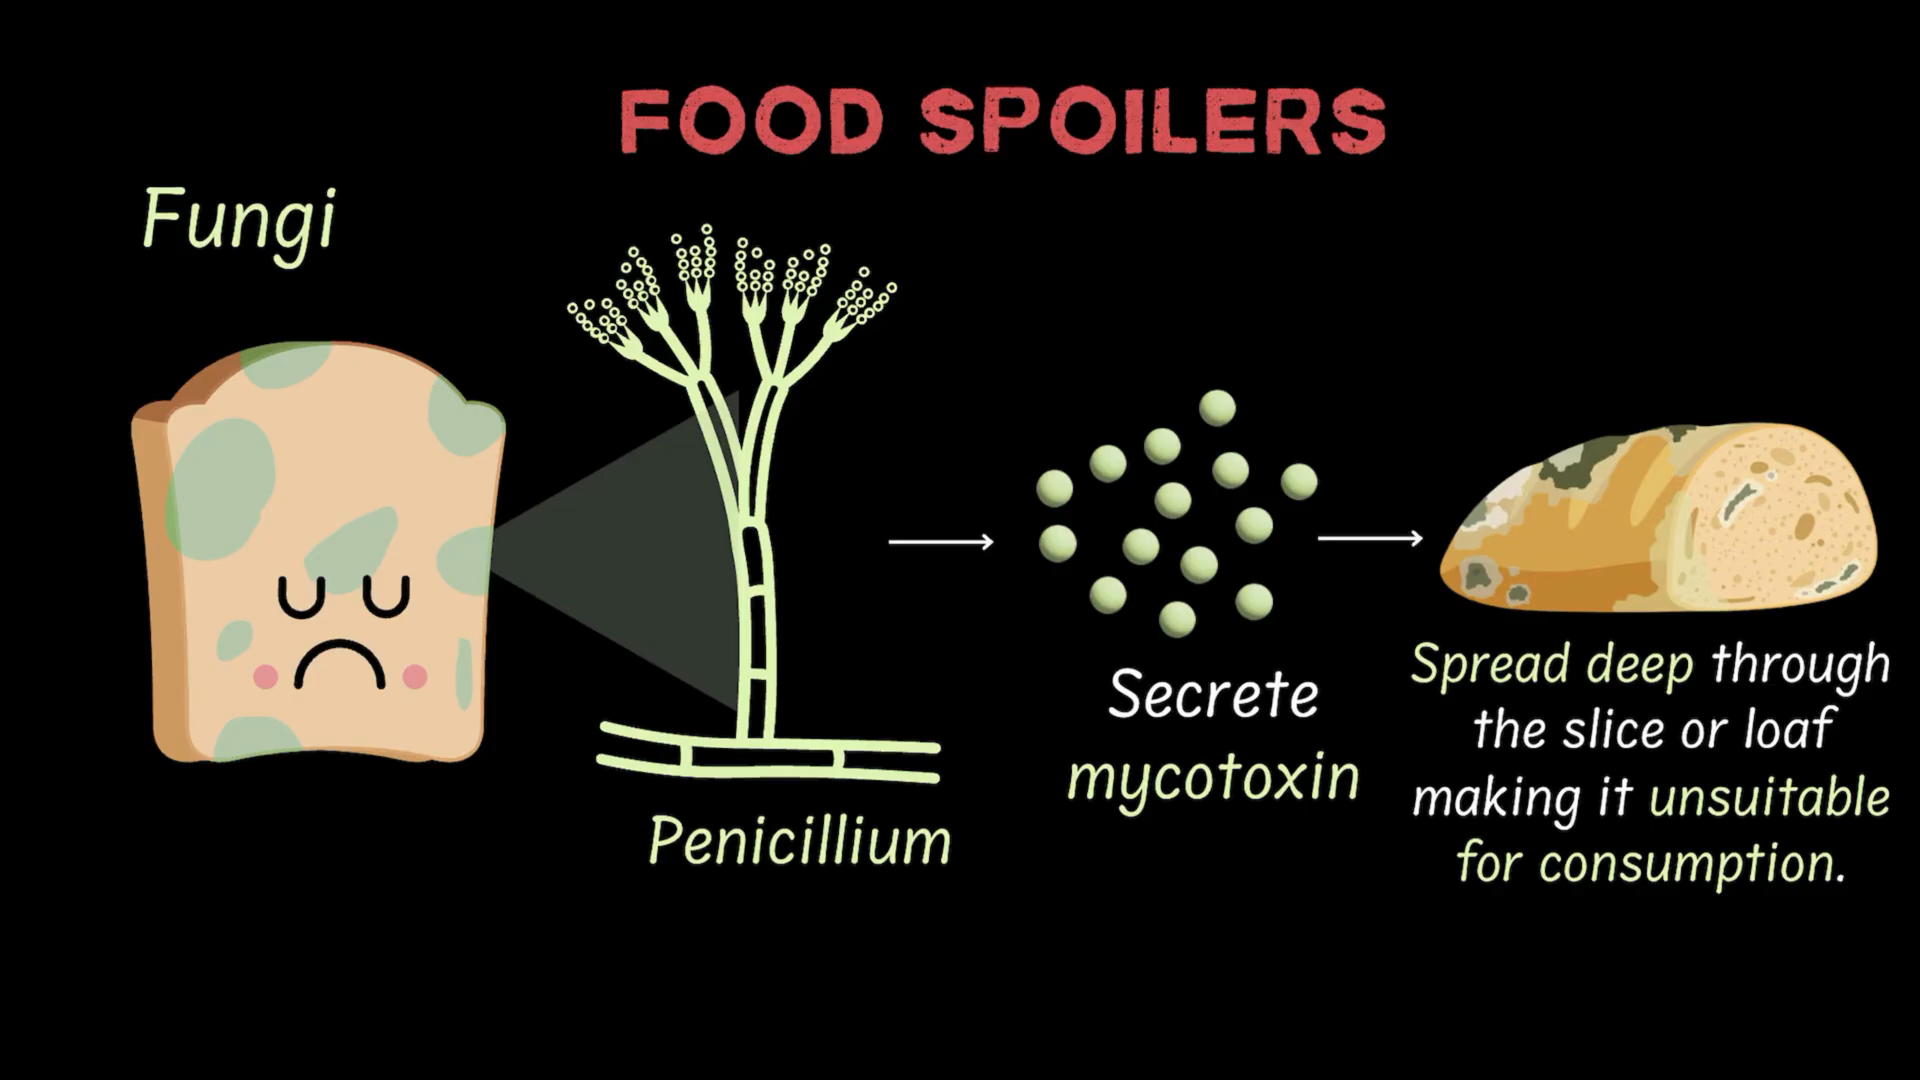 FOOD SPOILERS
Fungi
Penicillium
Secrete
mycotoxin
Spread deep through
the slice or loaf
making it unsuitable
for consumption.